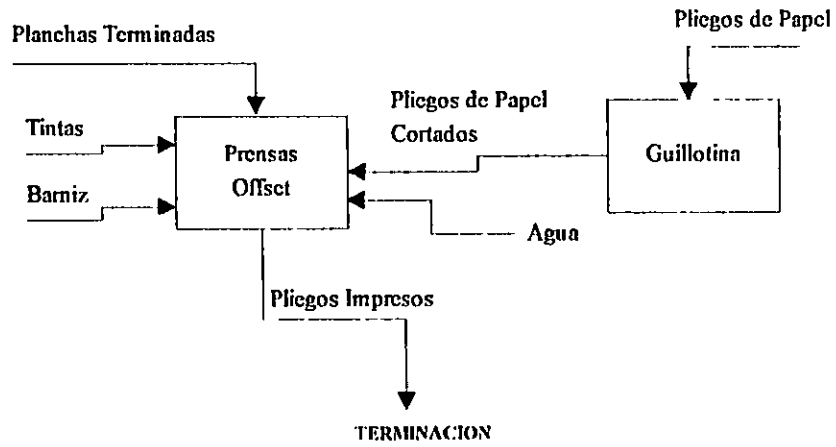 Pliegos de Papel
Planchas Terminadas
Pliegos de Papel
Cortados
Tintas
Prensas
Offset
Guillotina
Barniz
Agua
Pliegos Impresos
TERMINACION